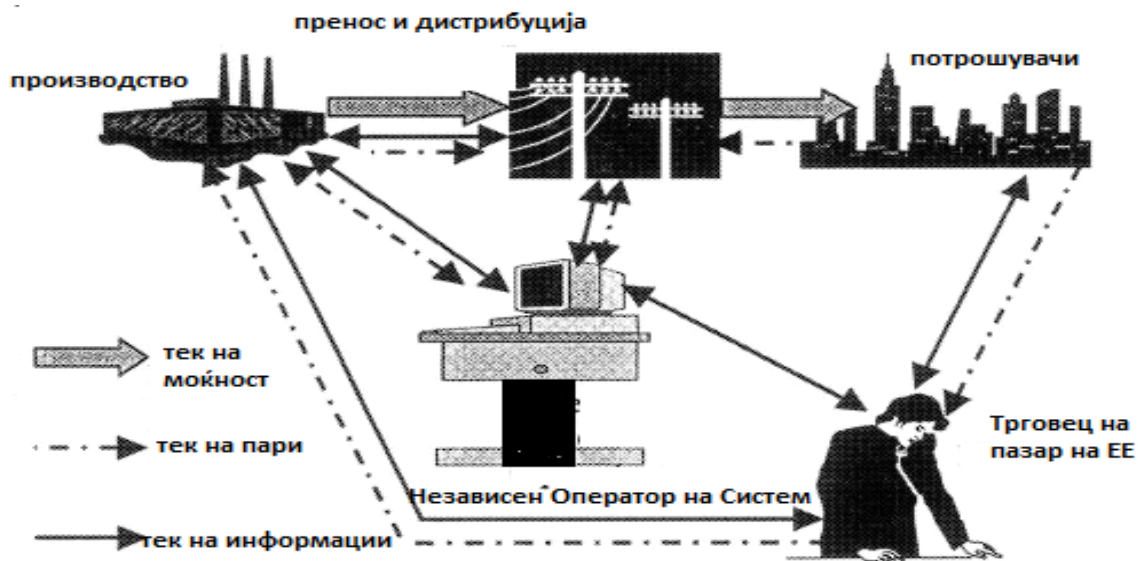 пренос и дистрибуција
производство
потрошувачи
тек на
моќност
тек на пари
тек на информации
Независен Оператор на Систем
Трговец на
пазар на ЕЕ